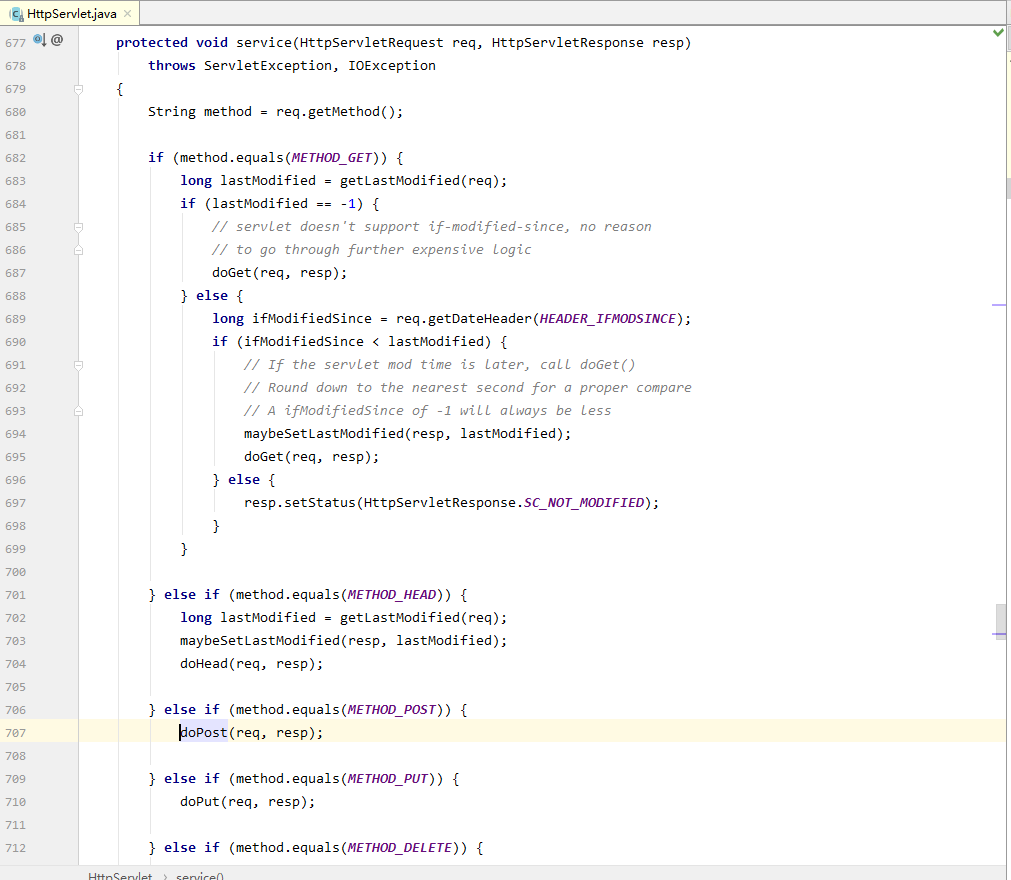 HttpServlet.java
677 protected void service(HttpServletRequest req, HttpServletResponse resp)
678 throws ServletException, IOException
679 {
680 String method = req.getMethod();
681
682 if (method.equals(METHOD_GET)) {
683 long lastModified = getLastModified(req);
684 if (lastModified == -1) {
685 // servlet doesn't support if-modified-since, no reason
686 // to go through further expensive logic
687 doGet(req, resp);
688 } else {
689 long ifModifiedSince = req.getDateHeader(HEADER_IFMODSINCE);
690 if (ifModifiedSince < lastModified) {
691 // If the servlet mod time is later, call doGet()
692 // Round down to the nearest second for a proper compare
693 // A ifModifiedSince of -1 will always be less
694 maybeSetLastModified(resp, lastModified);
695 doGet(req, resp);
696 } else {
697 resp.setStatus(HttpServletResponse.SC_NOT_MODIFIED);
698 }
699 }
700
701 } else if (method.equals(METHOD_HEAD)) {
702 long lastModified = getLastModified(req);
703 maybeSetLastModified(resp, lastModified);
704 doHead(req, resp);
705
706 } else if (method.equals(METHOD_POST)) {
707 doPost(req, resp);
708
709 } else if (method.equals(METHOD_PUT)) {
710 doPut(req, resp);
711
712 } else if (method.equals(METHOD_DELETE)) {
HttpServlet › service()